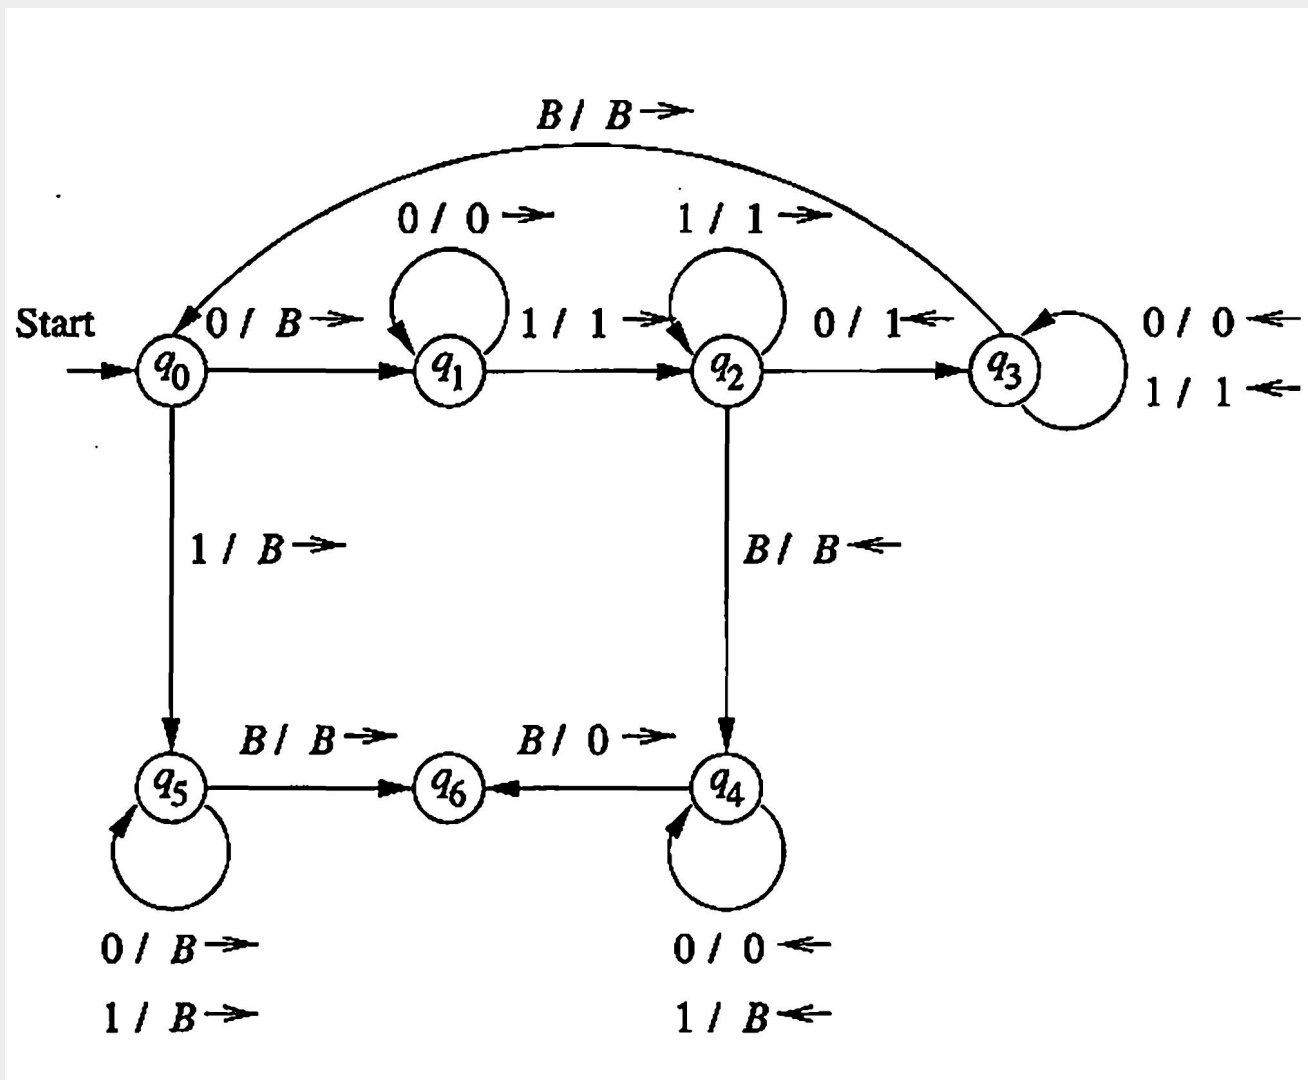 B / B →
0 / 0 → 1 / 1 →
Start 0 / B → 1 / 1 → 0 / 1 ← 0 / 0 ←
q0 q1 q2 q3 1 / 1 ←
1 / B → B / B ←
B / B → B / 0 →
q5 q6 q4
0 / B → 0 / 0 ←
1 / B → 1 / B ←